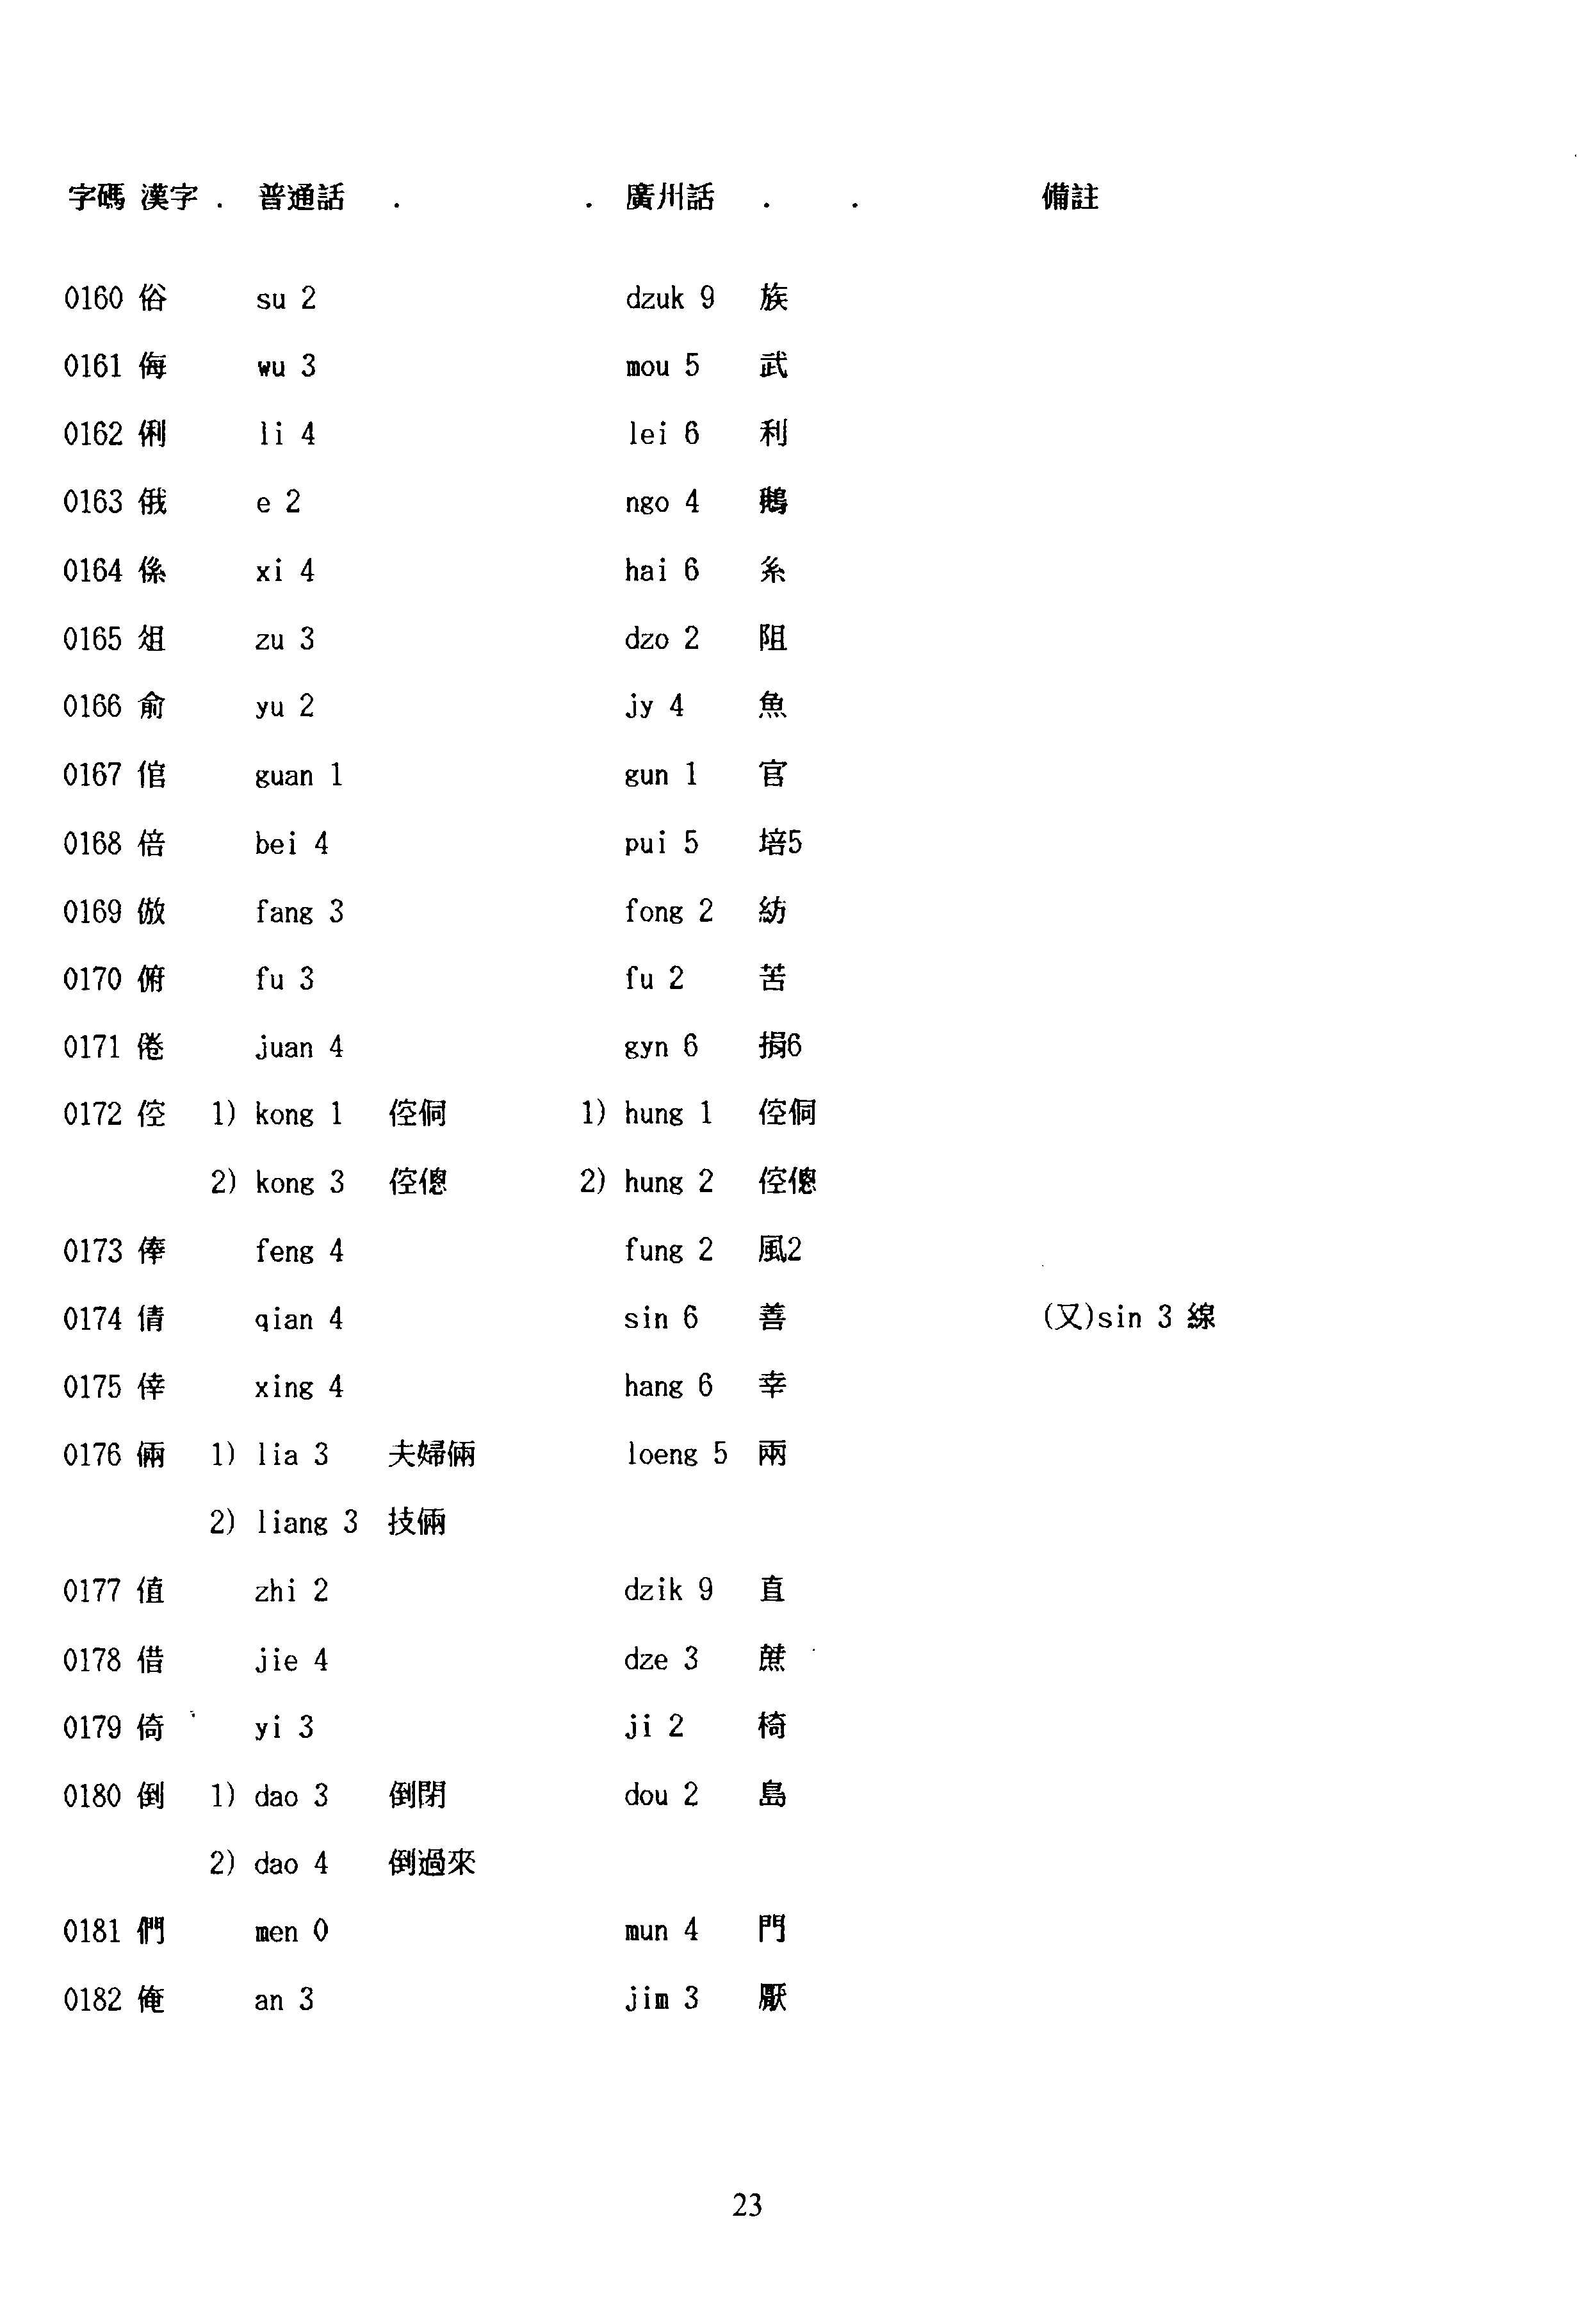 字碼 漢字 . 普通話 . . 廣州話 . . 備註
0160 俗 su 2 dzuk 9 族
0161 侮 wu 3 mou 5 武
0162 俐 li 4 lei 6 利
0163 俄 e 2 ngo 4 鵝
0164 係 xi 4 hai 6 系
0165 俎 zu 3 dzo 2 阻
0166 俞 yu 2 jy 4 魚
0167 倌 guan 1 gun 1 官
0168 倍 bei 4 pui 5 培5
0169 倣 fang 3 fong 2 紡
0170 俯 fu 3 fu 2 苦
0171 倦 juan 4 gyn 6 捐6
0172 倥 1) kong 1 倥侗 1) hung 1 倥侗
2) kong 3 倥傯 2) hung 2 倥傯
0173 俸 feng 4 fung 2 風2
0174 倩 qian 4 sin 6 善 (又)sin 3 線
0175 倖 xing 4 hang 6 幸
0176 倆 1) lia 3 夫婦倆 loeng 5 兩
2) liang 3 技倆
0177 值 zhi 2 dzik 9 直
0178 借 jie 4 dze 3 蔗
0179 倚 yi 3 ji 2 椅
0180 倒 1) dao 3 倒閉 dou 2 島
2) dao 4 倒過來
0181 們 men 0 mun 4 門
0182 俺 an 3 jim 3 厭
23